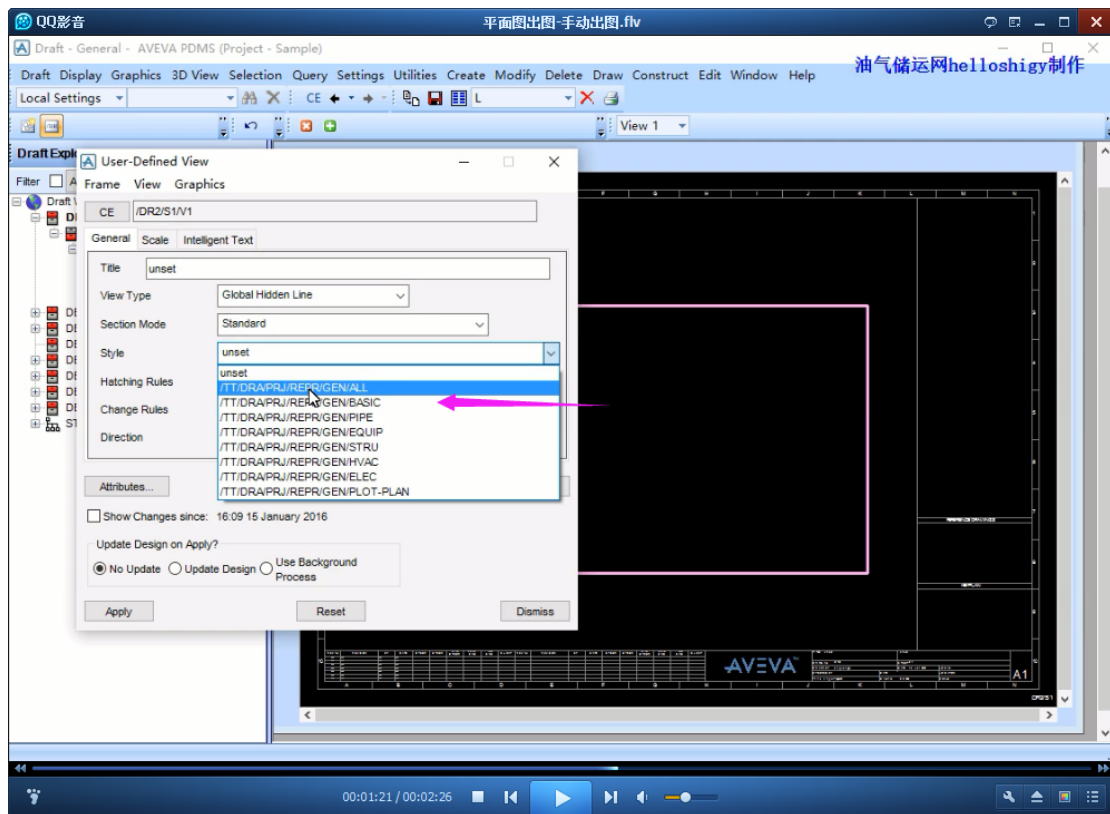 QQ影音
平面图出图-手动出图.flv
Draft - General - AVEVA PDMS (Project - Sample)
油气储运网helloshigy制作
Draft Display Graphics 3D View Selection Query Settings Utilities Create Modify Delete Draw Construct Edit Window Help
Local Settings CE L
View 1
Draft Expl
User-Defined View
Filter A
Frame View Graphics
Draft W
CE /DR2/S1/V1
General Scale Intelligent Text
Title unset
View Type Global Hidden Line
Section Mode Standard
Style unset
unset
Hatching Rules
/TT/DRA/PRJ/REPR/GEN/ALL
/TT/DRA/PRJ/REPR/GEN/BASIC
Change Rules
/TT/DRA/PRJ/REPR/GEN/PIPE
/TT/DRA/PRJ/REPR/GEN/EQUIP
Direction
/TT/DRA/PRJ/REPR/GEN/STRU
/TT/DRA/PRJ/REPR/GEN/HVAC
/TT/DRA/PRJ/REPR/GEN/ELEC
/TT/DRA/PRJ/REPR/GEN/PLOT-PLAN
Attributes...
Show Changes since: 16:09 15 January 2016
Update Design on Apply?
No Update Update Design Use Background Process
Apply Reset Dismiss
DE
DE
DE
DE
DE
DE
DE
ST
AVEVA
A1
00:01:21/00:02:26